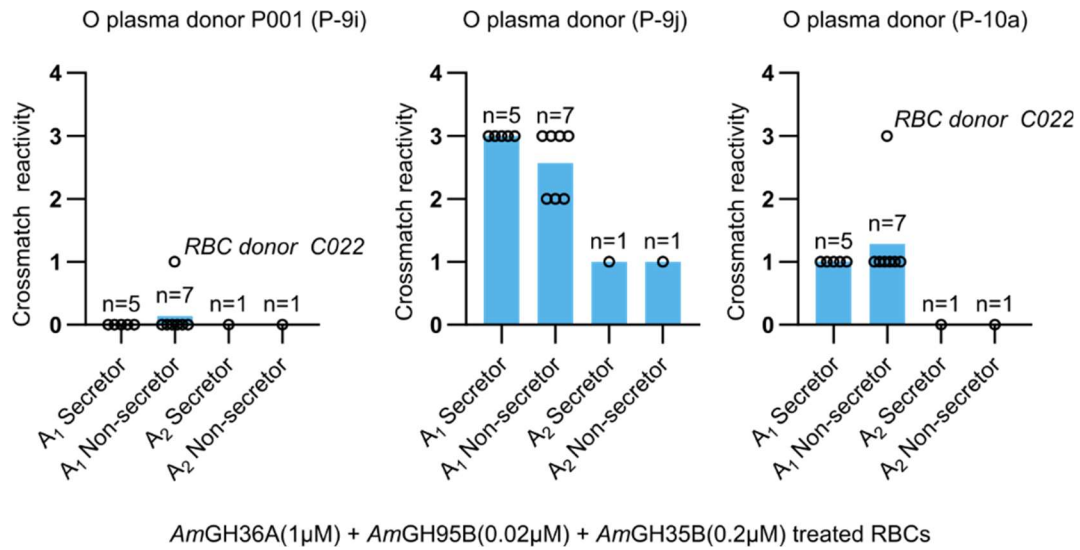 O plasma donor P001 (P-9i)
4
3
2
1
0
Crossmatch reactivity
RBC donor C022
n=5
n=7
n=1
n=1
A₁ Secretor
A₁ Non-secretor
A₂ Secretor
A₂ Non-secretor
O plasma donor (P-9j)
4
3
2
1
0
Crossmatch reactivity
n=5
n=7
n=1
n=1
A₁ Secretor
A₁ Non-secretor
A₂ Secretor
A₂ Non-secretor
O plasma donor (P-10a)
4
3
2
1
0
Crossmatch reactivity
RBC donor C022
n=5
n=7
n=1
n=1
A₁ Secretor
A₁ Non-secretor
A₂ Secretor
A₂ Non-secretor
AmGH36A(1µM) + AmGH95B(0.02µM) + AmGH35B(0.2µM) treated RBCs